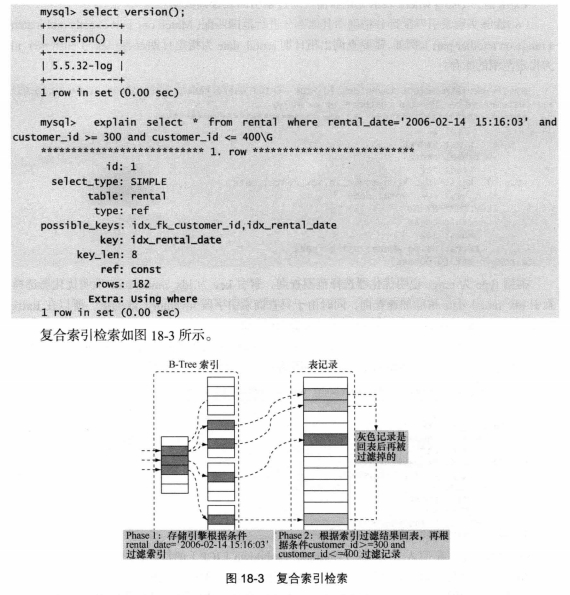 mysql> select version();
+------------+
| version()  |
+------------+
| 5.5.32-log |
+------------+
1 row in set (0.00 sec)
mysql>  explain select * from rental where rental_date='2006-02-14 15:16:03' and
customer_id >= 300 and customer_id <= 400\G
*************************** 1. row ***************************
id: 1
select_type: SIMPLE
table: rental
type: ref
possible_keys: idx_fk_customer_id,idx_rental_date
key: idx_rental_date
key_len: 8
ref: const
rows: 182
Extra: Using where
1 row in set (0.00 sec)
复合索引检索如图 18-3 所示。
B-Tree 索引
表记录
灰色记录是
回表后再被
过滤掉的
Phase 1：存储引擎根据条件
rental_date='2006-02-14 15:16:03'
过滤索引
Phase 2：根据索引过滤结果回表，再根
据条件customer_id>=300 and
customer_id<=400 过滤记录
图 18-3 复合索引检索